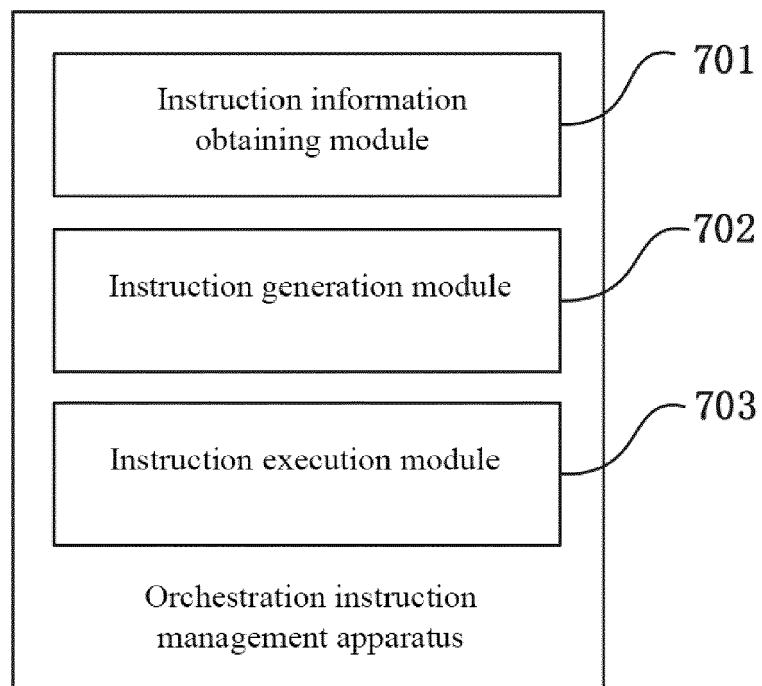 Instruction information
obtaining module
701
Instruction generation module
702
Instruction execution module
703
Orchestration instruction
management apparatus